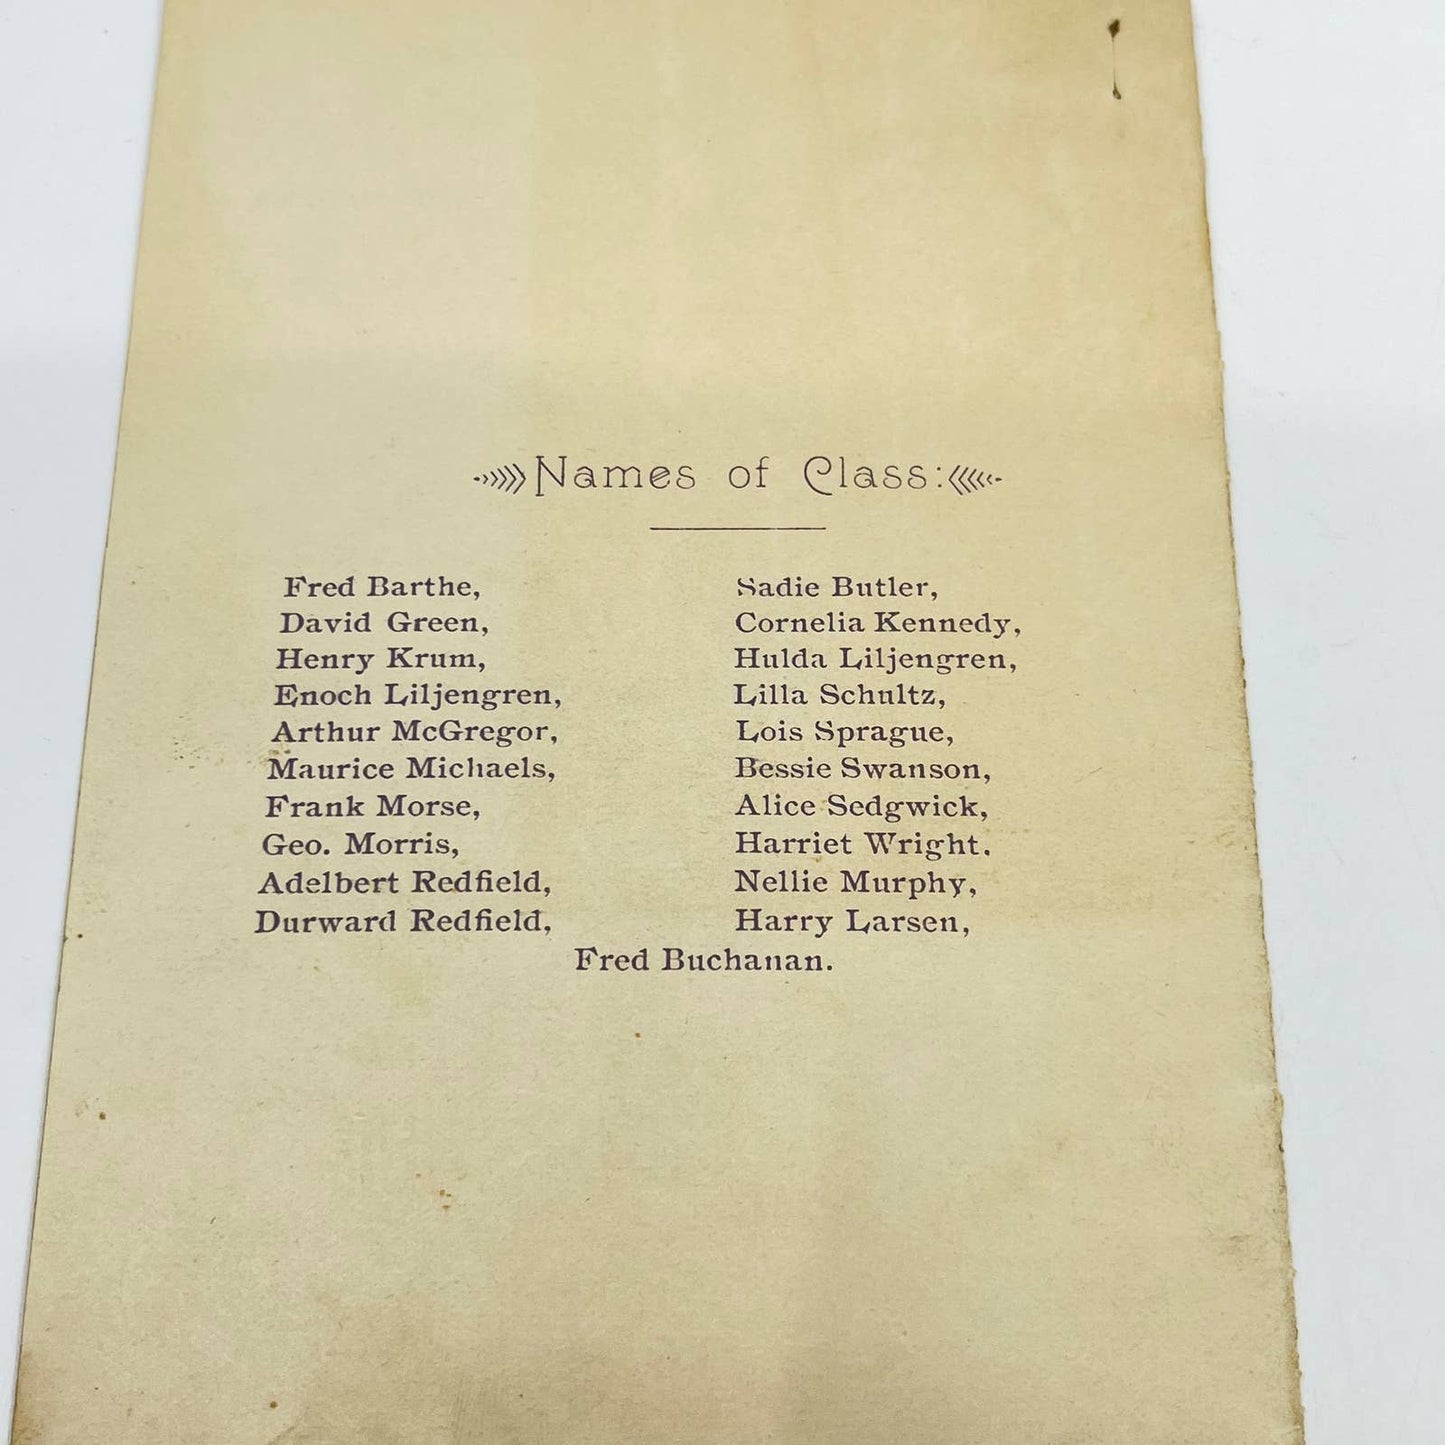 Names of Class:
Fred Barthe,
David Green,
Henry Krum,
Enoch Liljengren,
Arthur McGregor,
Maurice Michaels,
Frank Morse,
Geo. Morris,
Adelbert Redfield,
Durward Redfield,
Sadie Butler,
Cornelia Kennedy,
Hulda Liljengren,
Lilla Schultz,
Lois Sprague,
Bessie Swanson,
Alice Sedgwick,
Harriet Wright.
Nellie Murphy,
Harry Larsen,
Fred Buchanan.